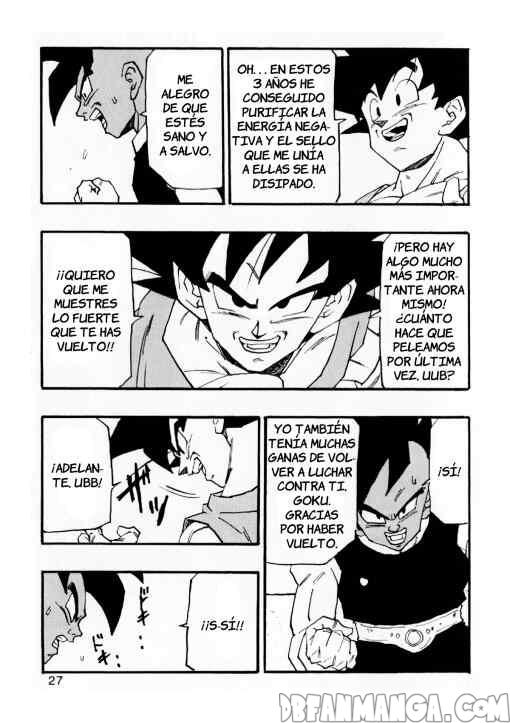 OH... EN ESTOS
3 AÑOS HE
CONSEGUIDO
PURIFICAR LA
ENERGÍA NEGA-
TIVA Y EL SELLO
QUE ME UNÍA
A ELLAS SE HA
DISIPADO.
ME
ALEGRO
DE QUE
ESTÉS
SANO Y
A SALVO.
¡PERO HAY
ALGO MUCHO
MÁS IMPOR-
TANTE AHORA
MISMO!
¿CUÁNTO
HACE QUE
PELEAMOS
POR ÚLTIMA
VEZ, UUB?
¡¡QUIERO
QUE ME
MUESTRES
LO FUERTE
QUE TE HAS
VUELTO!!
¡SÍ!
YO TAMBIÉN
TENÍA MUCHAS
GANAS DE VOL-
VER A LUCHAR
CONTRA TI,
GOKU.
GRACIAS
POR HABER
VUELTO.
¡ADELAN-
TE, UBB!
¡¡S-SÍ!!
27
DBFANMANGA.COM